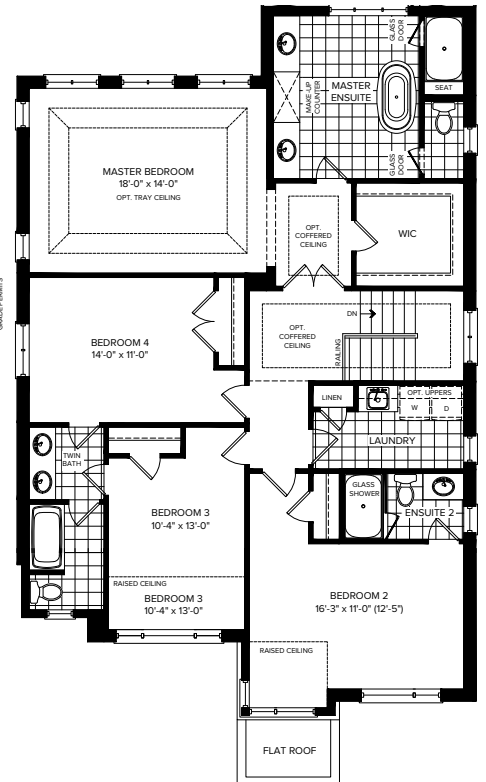 GLASS
DOOR
SEAT
MAKE-UP
COUNTER
MASTER
ENSUITE
GLASS
DOOR
MASTER BEDROOM
18'-0" x 14'-0"
OPT. TRAY CEILING
OPT.
COFFERED
CEILING
WIC
BEDROOM 4
14'-0" x 11'-0"
OPT.
COFFERED
CEILING
DN
RAILING
LINEN
OPT. UPPERS
W
D
LAUNDRY
TWIN
BATH
BEDROOM 3
10'-4" x 13'-0"
GLASS
SHOWER
ENSUITE 2
RAISED CEILING
BEDROOM 3
10'-4" x 13'-0"
BEDROOM 2
16'-3" x 11'-0" (12'-5")
RAISED CEILING
FLAT ROOF